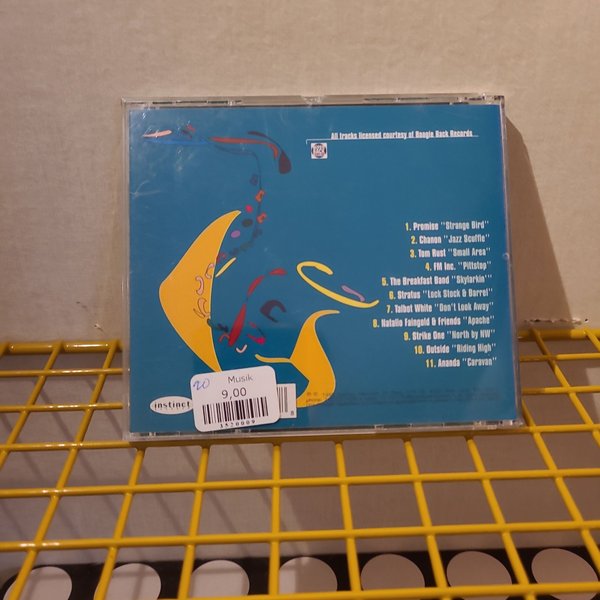 All tracks licensed courtesy of Boogie Back Records
1. Promise "Strange Bird"
2. Chanon "Jazz Scuffle"
3. Tom Rust "Small Area"
4. FM Inc. "Pittstop"
5. The Breakfast Band "Skylarkin'"
6. Stratus "Lock Stock & Barrel"
7. Talbot White "Don't Look Away"
8. Natalie Faingold & Friends "Apache"
9. Strike One "North by NW"
10. Outside "Riding High"
11. Ananda "Caravan"
instinct
20 Musik
9,00
3520909
8